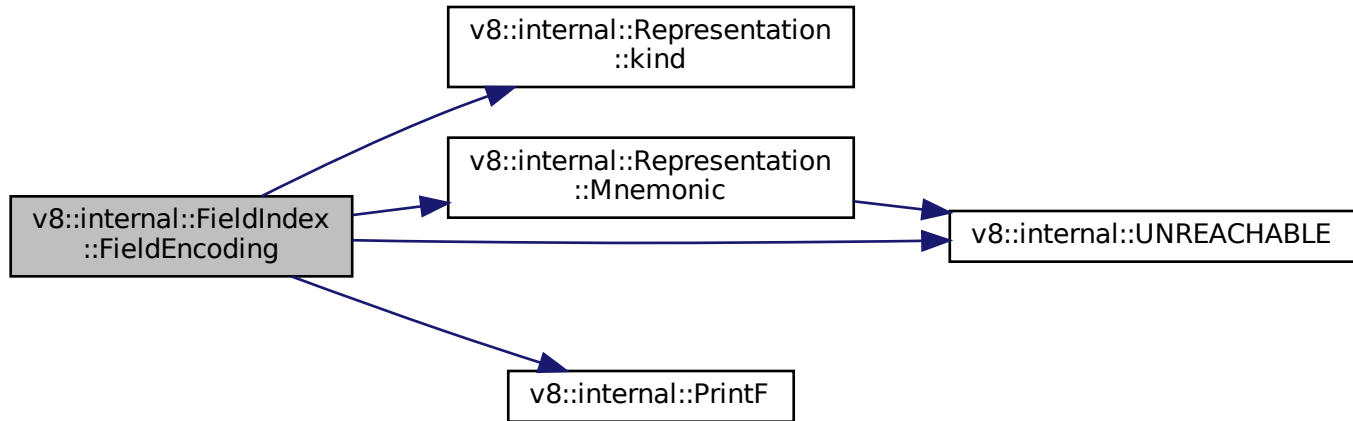 v8::internal::Representation
::kind
v8::internal::Representation
::Mnemonic
v8::internal::FieldIndex
::FieldEncoding
v8::internal::UNREACHABLE
v8::internal::PrintF